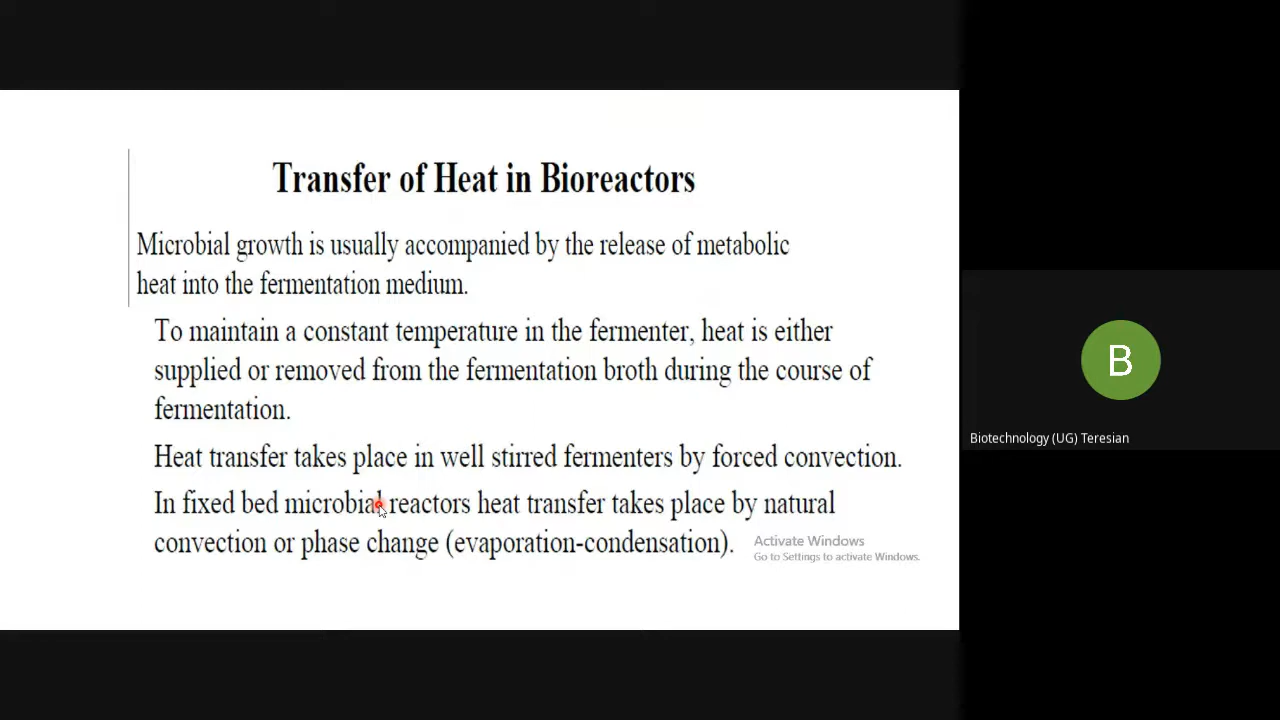 Transfer of Heat in Bioreactors
Microbial growth is usually accompanied by the release of metabolic
heat into the fermentation medium.
To maintain a constant temperature in the fermenter, heat is either
supplied or removed from the fermentation broth during the course of
fermentation.
Heat transfer takes place in well stirred fermenters by forced convection.
In fixed bed microbial reactors heat transfer takes place by natural
convection or phase change (evaporation-condensation).
Activate Windows
Go to Settings to activate Windows.
B
Biotechnology (UG) Teresian